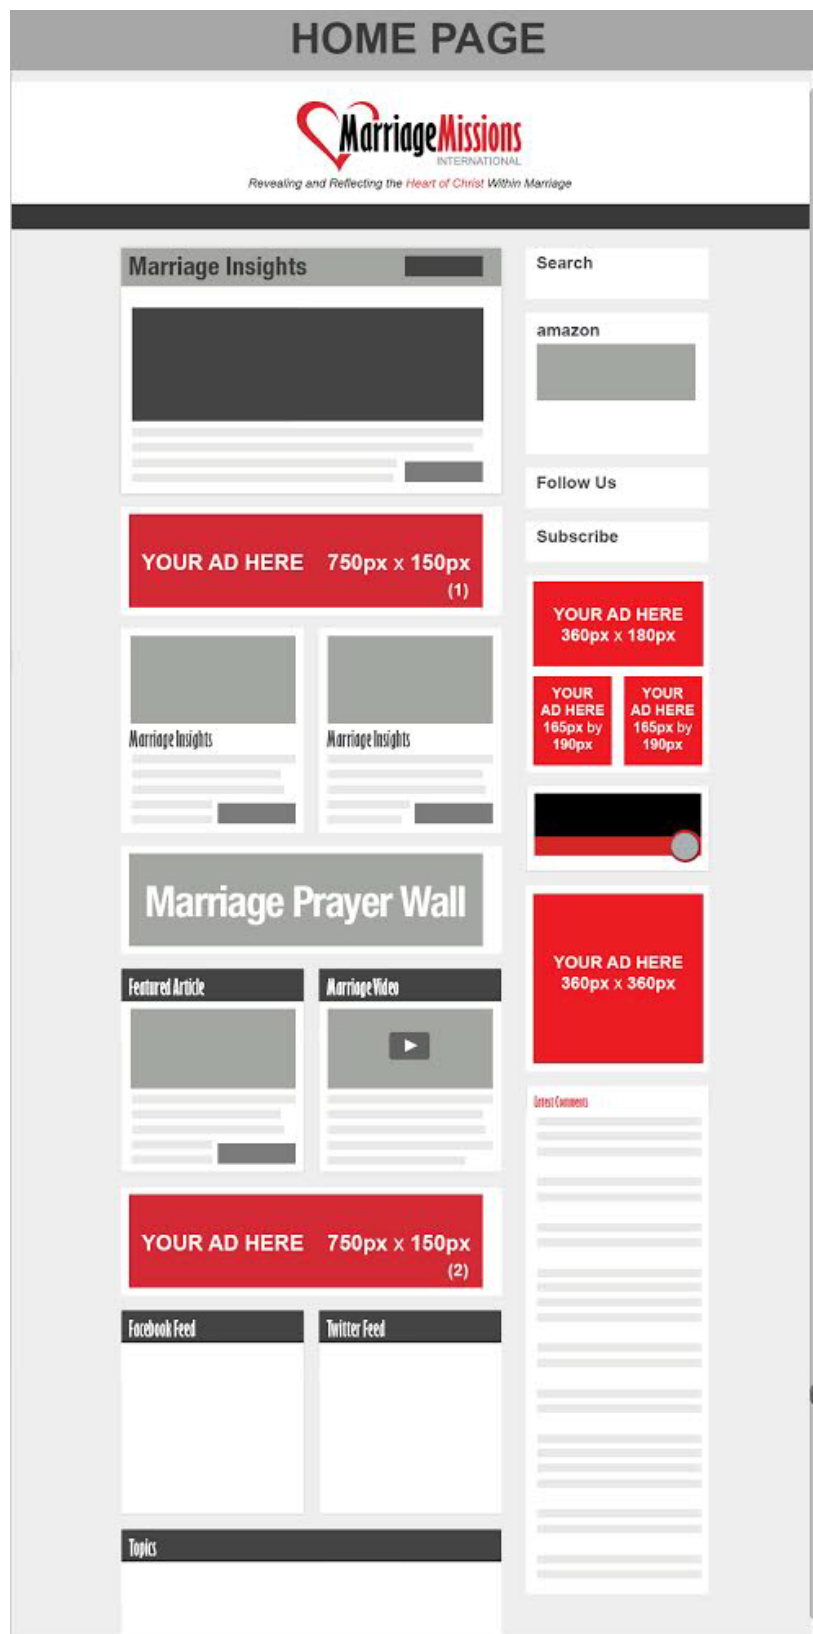 HOME PAGE
MarriageMissions
INTERNATIONAL
Revealing and Reflecting the Heart of Christ Within Marriage
Marriage Insights
YOUR AD HERE 750px x 150px
(1)
Marriage Insights
Marriage Insights
Marriage Prayer Wall
Featured Article
Marriage Video
YOUR AD HERE 750px x 150px
(2)
Facebook Feed
Twitter Feed
Topics
Search
amazon
Follow Us
Subscribe
YOUR AD HERE
360px x 180px
YOUR
AD HERE
165px by
190px
YOUR
AD HERE
165px by
190px
YOUR AD HERE
360px x 360px
Latest Comments